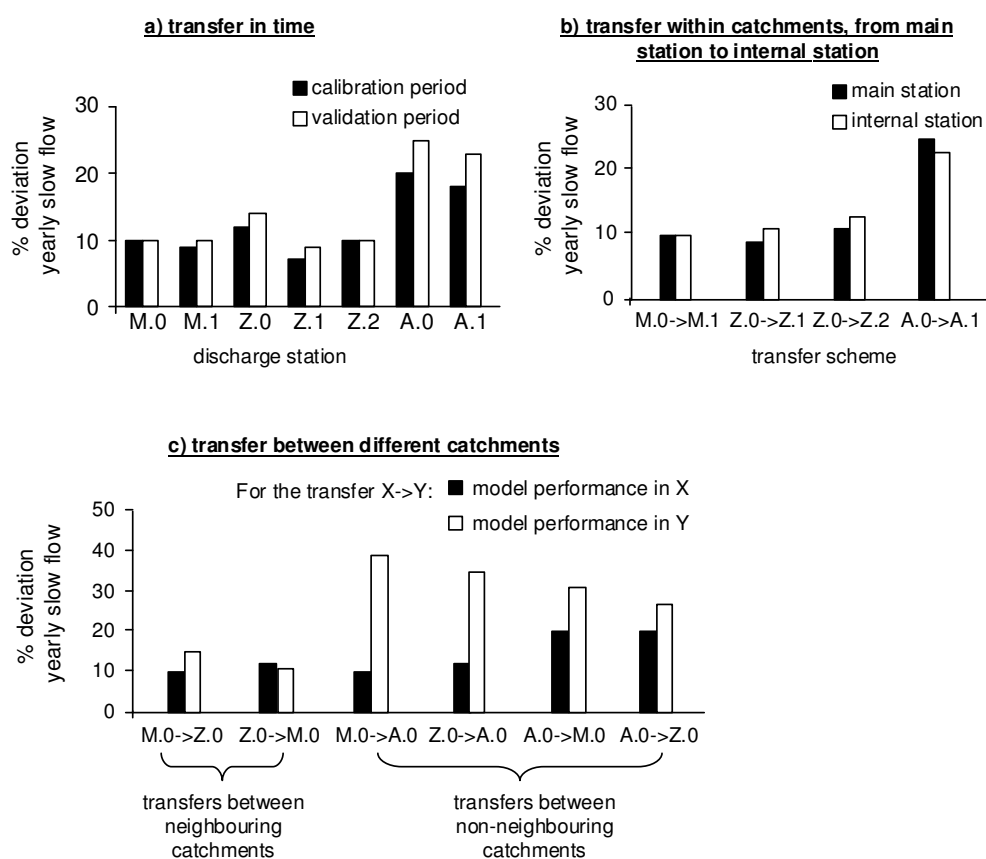 a) transfer in time
calibration period
validation period
% deviation
yearly slow flow
30
20
10
0
M.0 M.1 Z.0 Z.1 Z.2 A.0 A.1
discharge station
b) transfer within catchments, from main
station to internal station
main station
internal station
% deviation
yearly slow flow
30
20
10
0
M.0->M.1 Z.0->Z.1 Z.0->Z.2 A.0->A.1
transfer scheme
c) transfer between different catchments
For the transfer X->Y: model performance in X
model performance in Y
% deviation
yearly slow flow
50
40
30
20
10
0
M.0->Z.0 Z.0->M.0 M.0->A.0 Z.0->A.0 A.0->M.0 A.0->Z.0
transfers between
neighbouring
catchments
transfers between
non-neighbouring
catchments